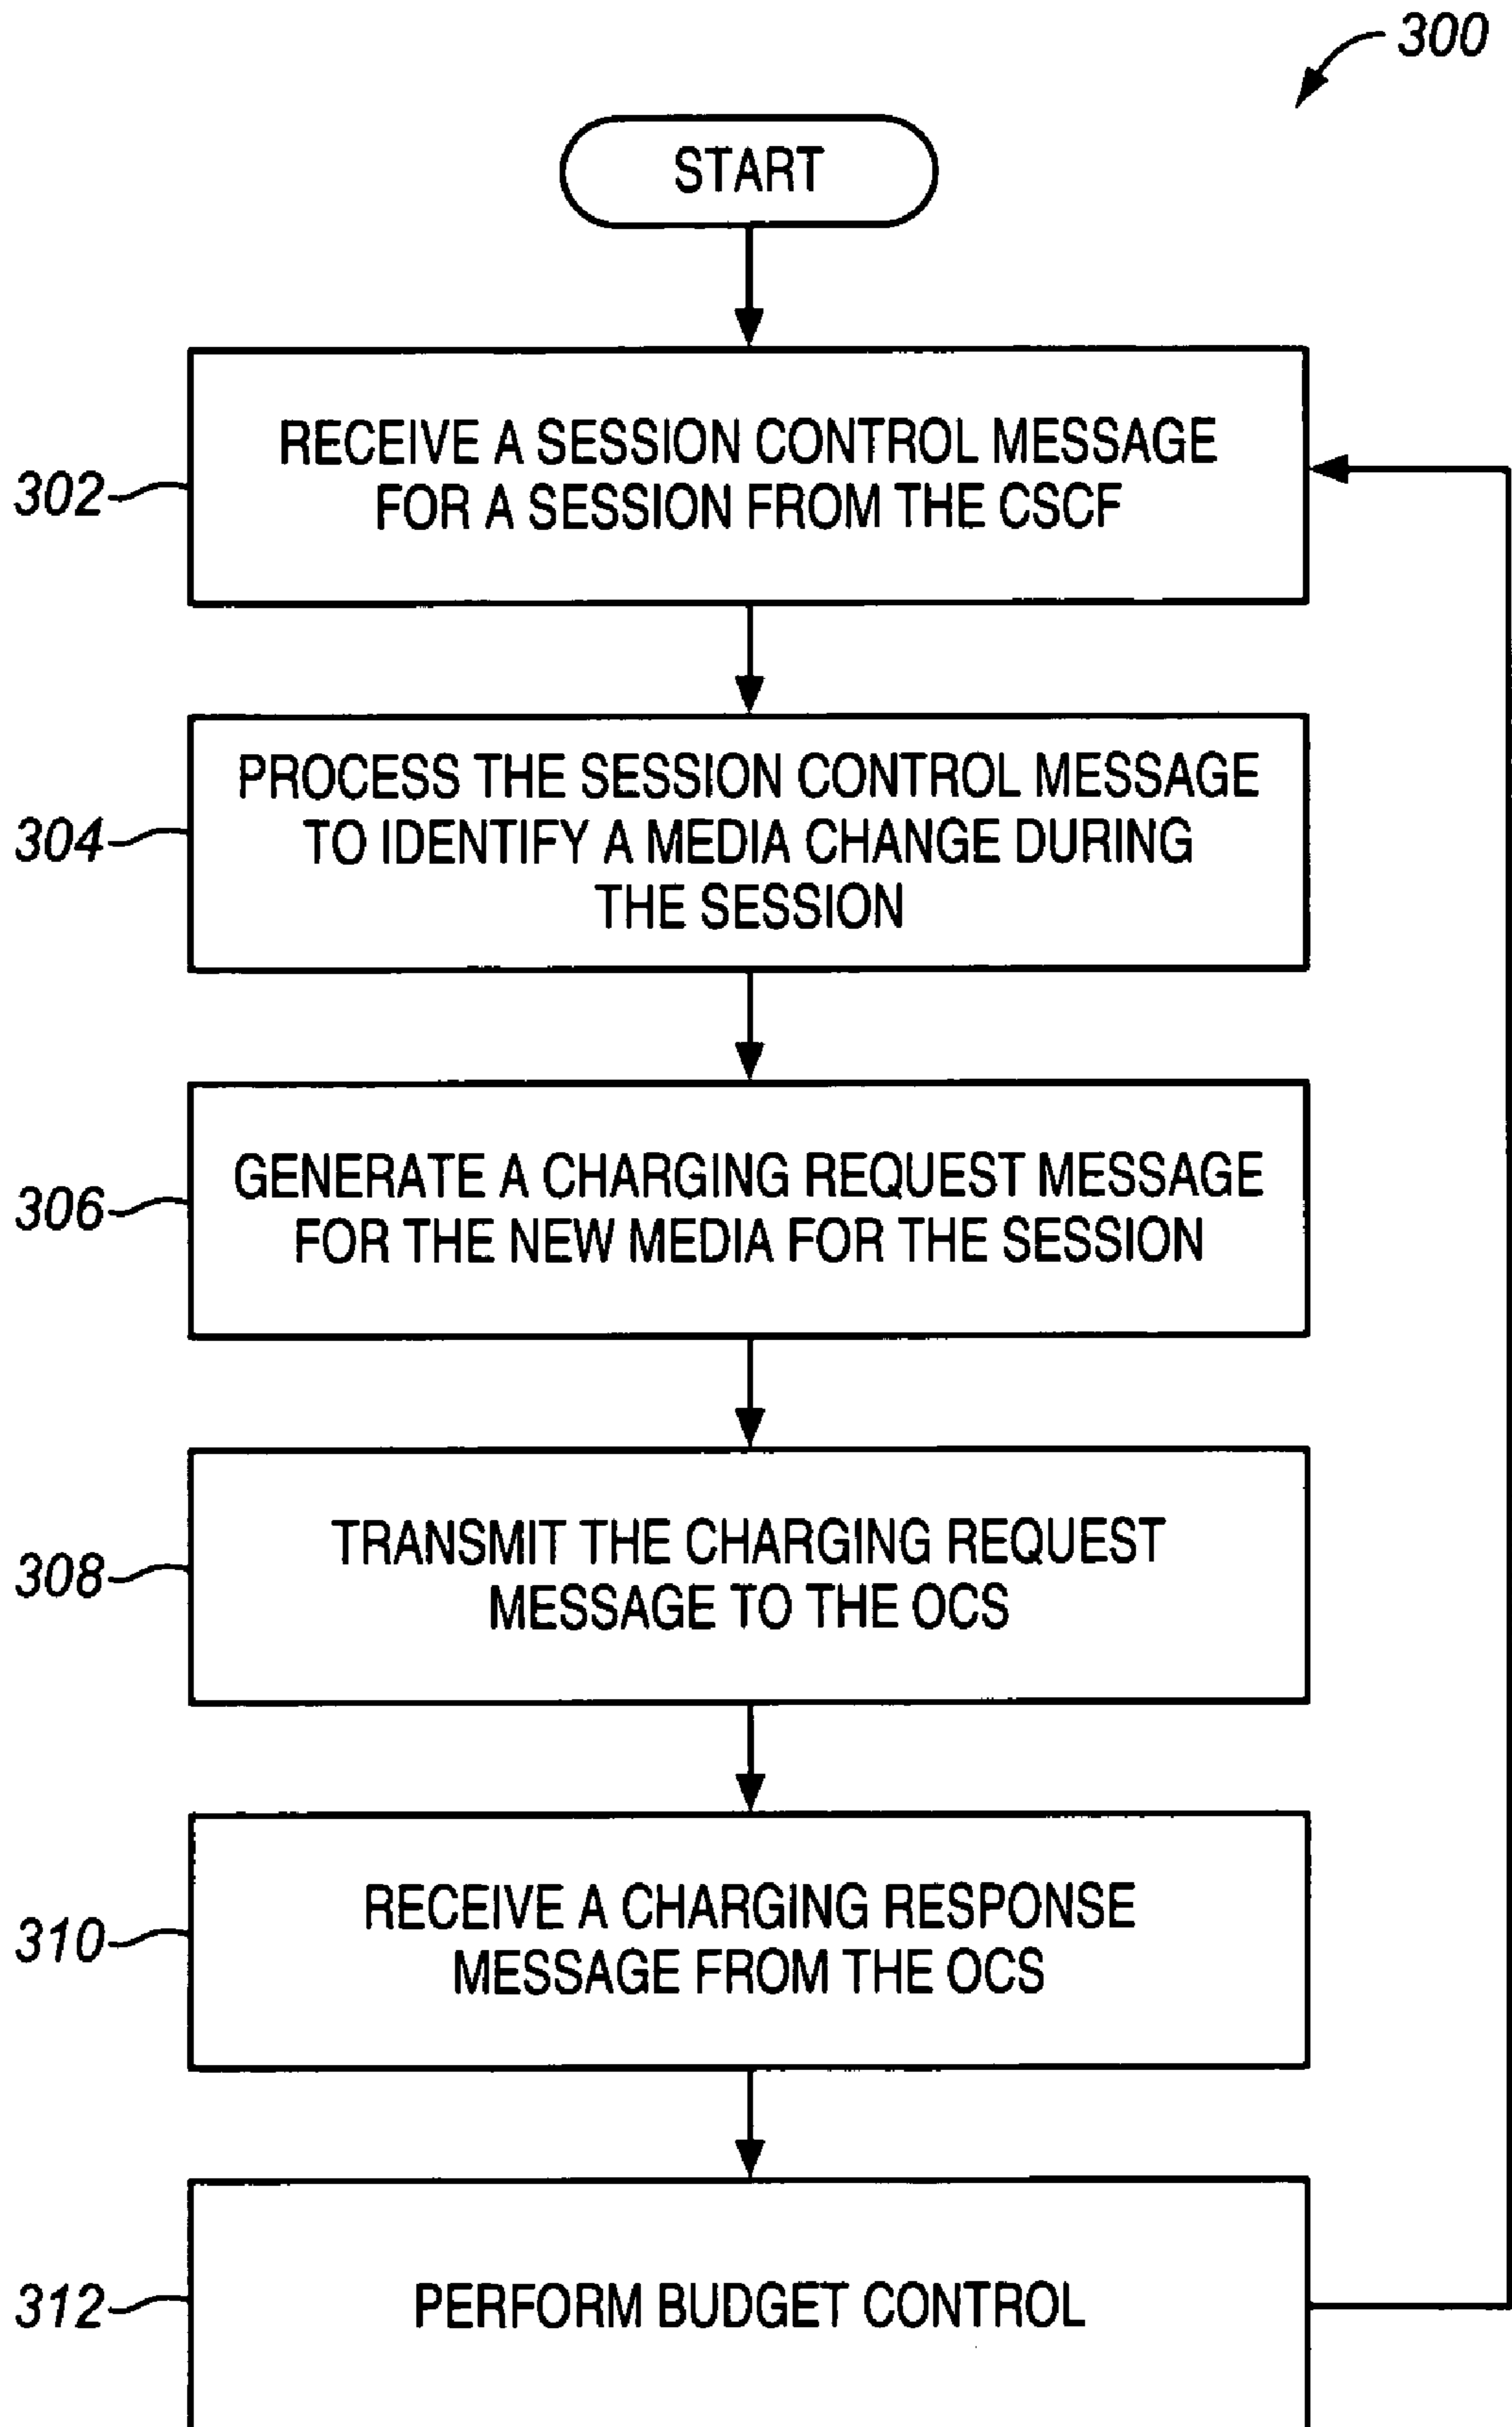 300
START
302
RECEIVE A SESSION CONTROL MESSAGE
FOR A SESSION FROM THE CSCF
304
PROCESS THE SESSION CONTROL MESSAGE
TO IDENTIFY A MEDIA CHANGE DURING
THE SESSION
306
GENERATE A CHARGING REQUEST MESSAGE
FOR THE NEW MEDIA FOR THE SESSION
308
TRANSMIT THE CHARGING REQUEST
MESSAGE TO THE OCS
310
RECEIVE A CHARGING RESPONSE
MESSAGE FROM THE OCS
312
PERFORM BUDGET CONTROL